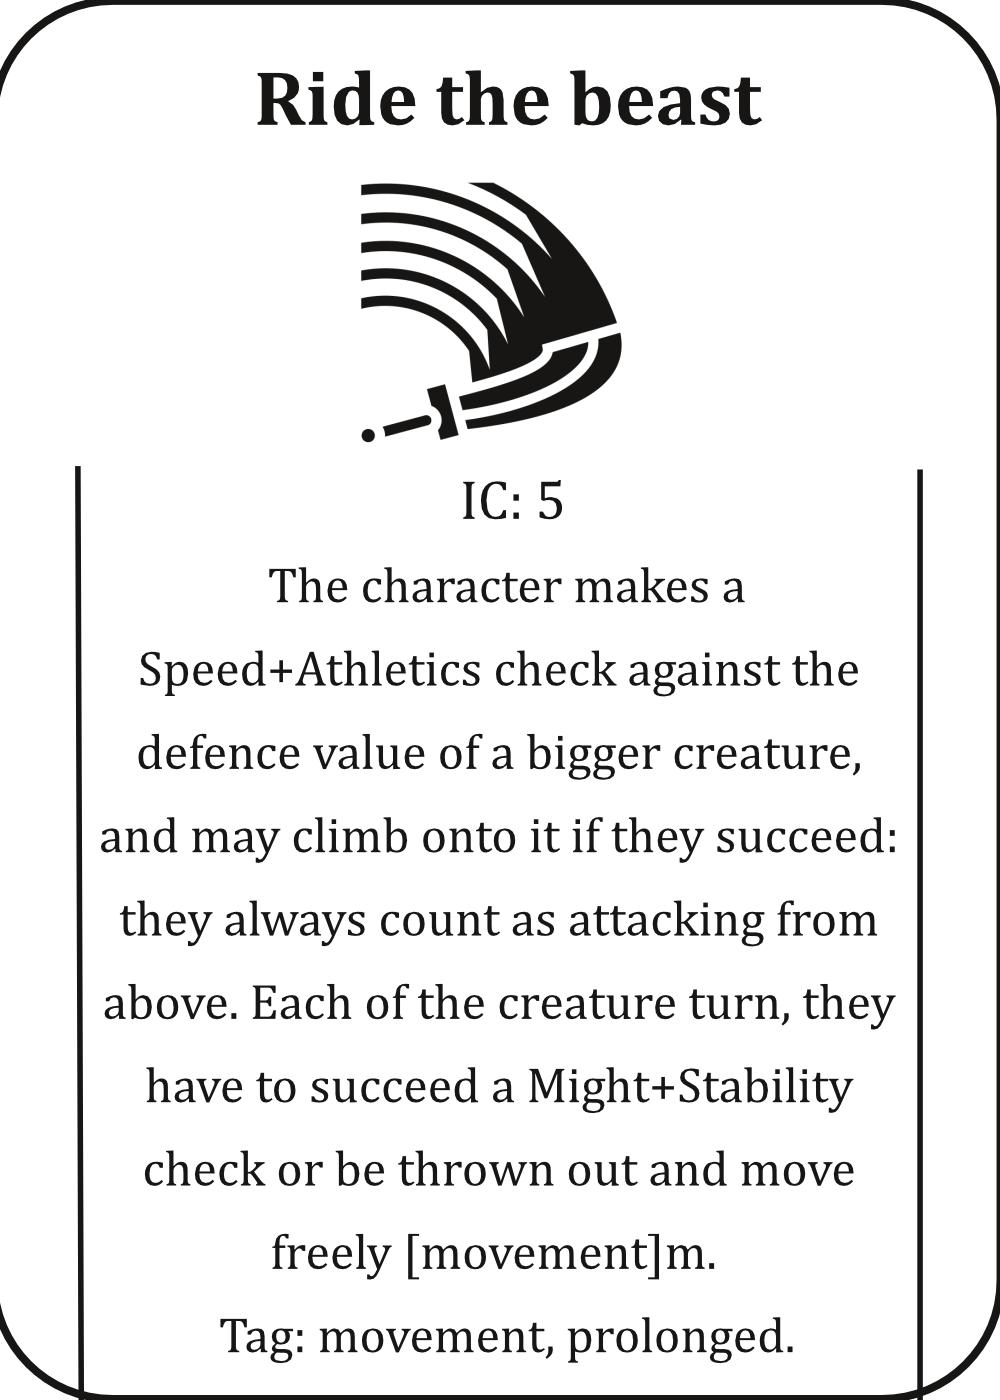 Ride the beast
IC: 5
The character makes a
Speed+Athletics check against the
defence value of a bigger creature,
and may climb onto it if they succeed:
they always count as attacking from
above. Each of the creature turn, they
have to succeed a Might+Stability
check or be thrown out and move
freely [movement]m.
Tag: movement, prolonged.